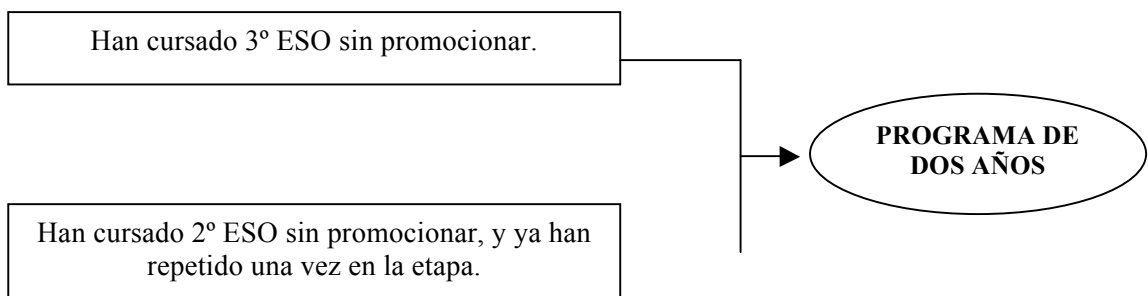 Han cursado 3º ESO sin promocionar.
PROGRAMA DE
DOS AÑOS
Han cursado 2º ESO sin promocionar, y ya han
repetido una vez en la etapa.